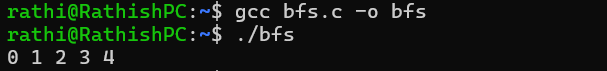 rathi@RathishPC:~$ gcc bfs.c -o bfs
rathi@RathishPC:~$ ./bfs
0 1 2 3 4